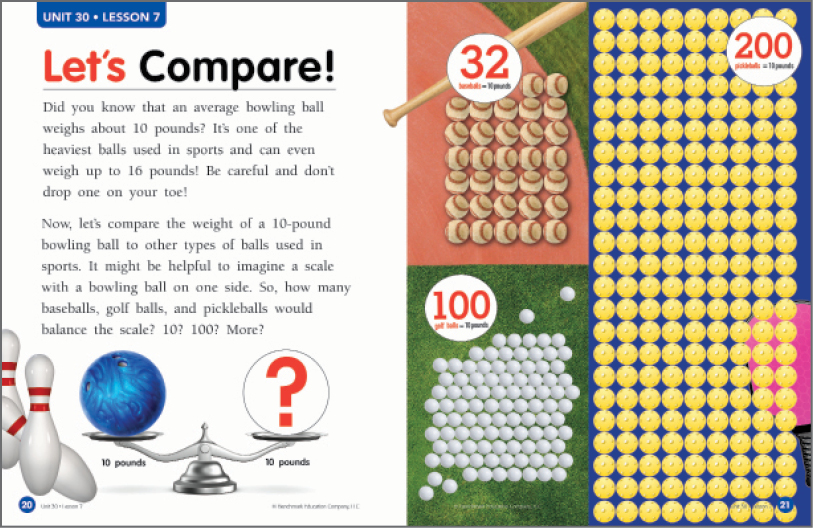 UNIT 30 • LESSON 7
Let's Compare!
Did you know that an average bowling ball
weighs about 10 pounds? It's one of the
heaviest balls used in sports and can even
weigh up to 16 pounds! Be careful and don't
drop one on your toe!
Now, let's compare the weight of a 10-pound
bowling ball to other types of balls used in
sports. It might be helpful to imagine a scale
with a bowling ball on one side. So, how many
baseballs, golf balls, and pickleballs would
balance the scale? 10? 100? More?
?
10 pounds
10 pounds
20
Unit 30 • Lesson 7
© Benchmark Education Company, LLC
32
baseballs = 10 pounds
100
golf balls = 10 pounds
200
pickleballs = 10 pounds
21